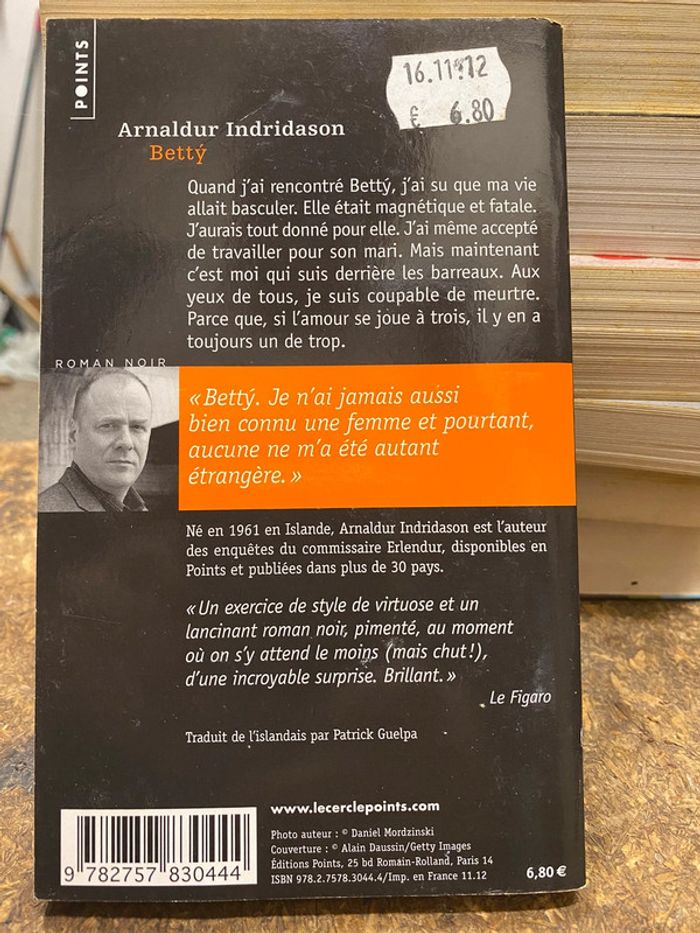 POINTS
16.11.12
€ 6.80
Arnaldur Indridason
Bettý
Quand j'ai rencontré Bettý, j'ai su que ma vie
allait basculer. Elle était magnétique et fatale.
J'aurais tout donné pour elle. J'ai même accepté
de travailler pour son mari. Mais maintenant
c'est moi qui suis derrière les barreaux. Aux
yeux de tous, je suis coupable de meurtre.
Parce que, si l'amour se joue à trois, il y en a
toujours un de trop.
ROMAN NOIR
« Bettý. Je n'ai jamais aussi
bien connu une femme et pourtant,
aucune ne m'a été autant
étrangère. »
Né en 1961 en Islande, Arnaldur Indridason est l'auteur
des enquêtes du commissaire Erlendur, disponibles en
Points et publiées dans plus de 30 pays.
« Un exercice de style de virtuose et un
lancinant roman noir, pimenté, au moment
où on s'y attend le moins (mais chut !),
d'une incroyable surprise. Brillant. »
Le Figaro
Traduit de l'islandais par Patrick Guelpa
www.lecerclepoints.com
Photo auteur : © Daniel Mordzinski
Couverture : © Alain Daussin/Getty Images
Éditions Points, 25 bd Romain-Rolland, Paris 14
ISBN 978.2.7578.3044.4/Imp. en France 11.12
9 782757 830444
6,80 €